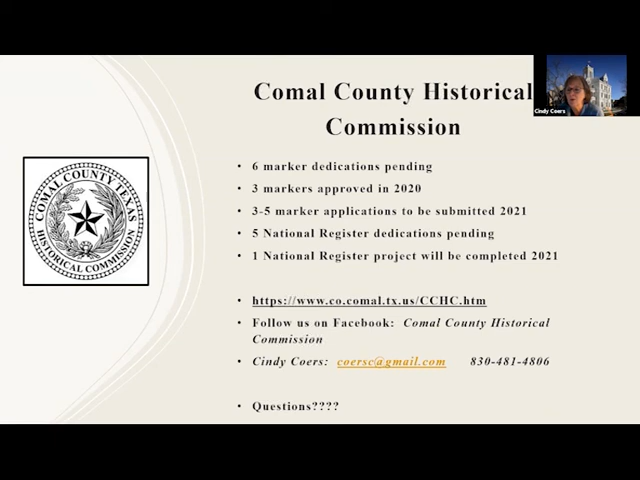 Comal County Historical
Commission
Cindy Coers
• 6 marker dedications pending
• 3 markers approved in 2020
• 3-5 marker applications to be submitted 2021
• 5 National Register dedications pending
• 1 National Register project will be completed 2021
COMAL COUNTY TEXAS
HISTORICAL COMMISSION
• https://www.co.comal.tx.us/CCHC.htm
• Follow us on Facebook: Comal County Historical
Commission
• Cindy Coers: coersc@gmail.com 830-481-4806
• Questions????